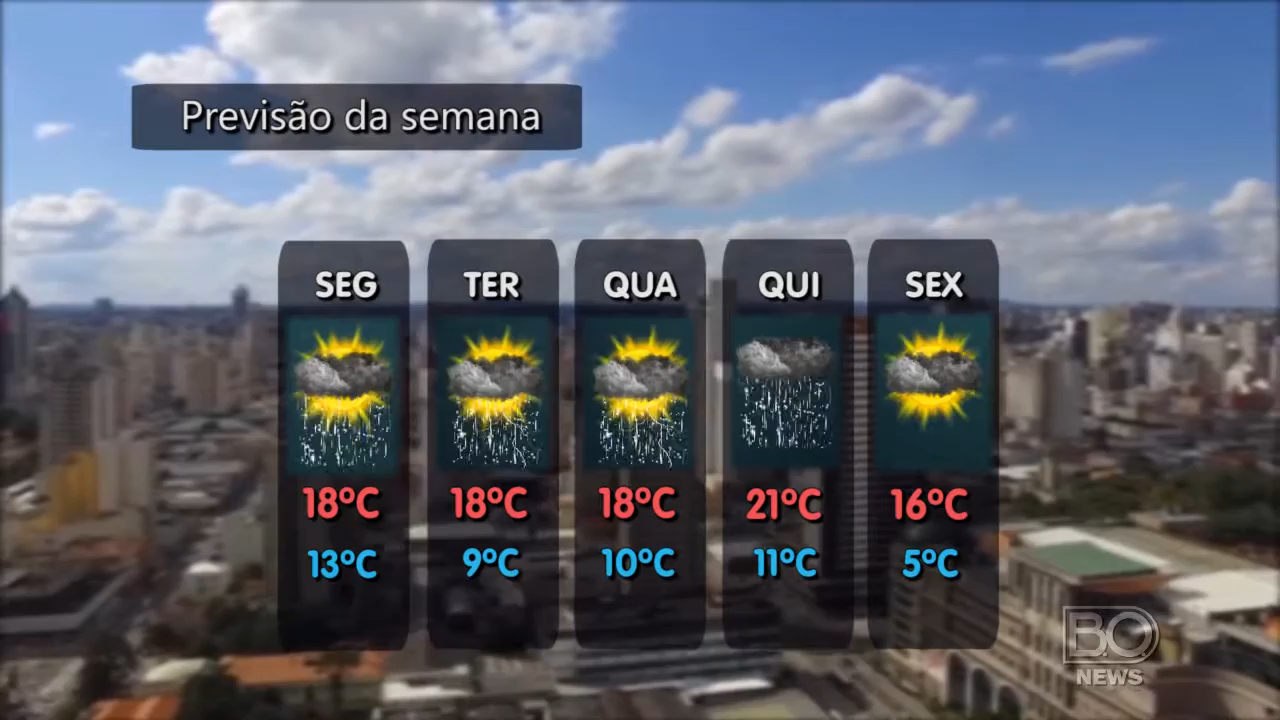 Previsão da semana
SEG TER QUA QUI SEX
18ºC 18ºC 18ºC 21ºC 16ºC
13ºC 9ºC 10ºC 11ºC 5ºC
B.O
NEWS